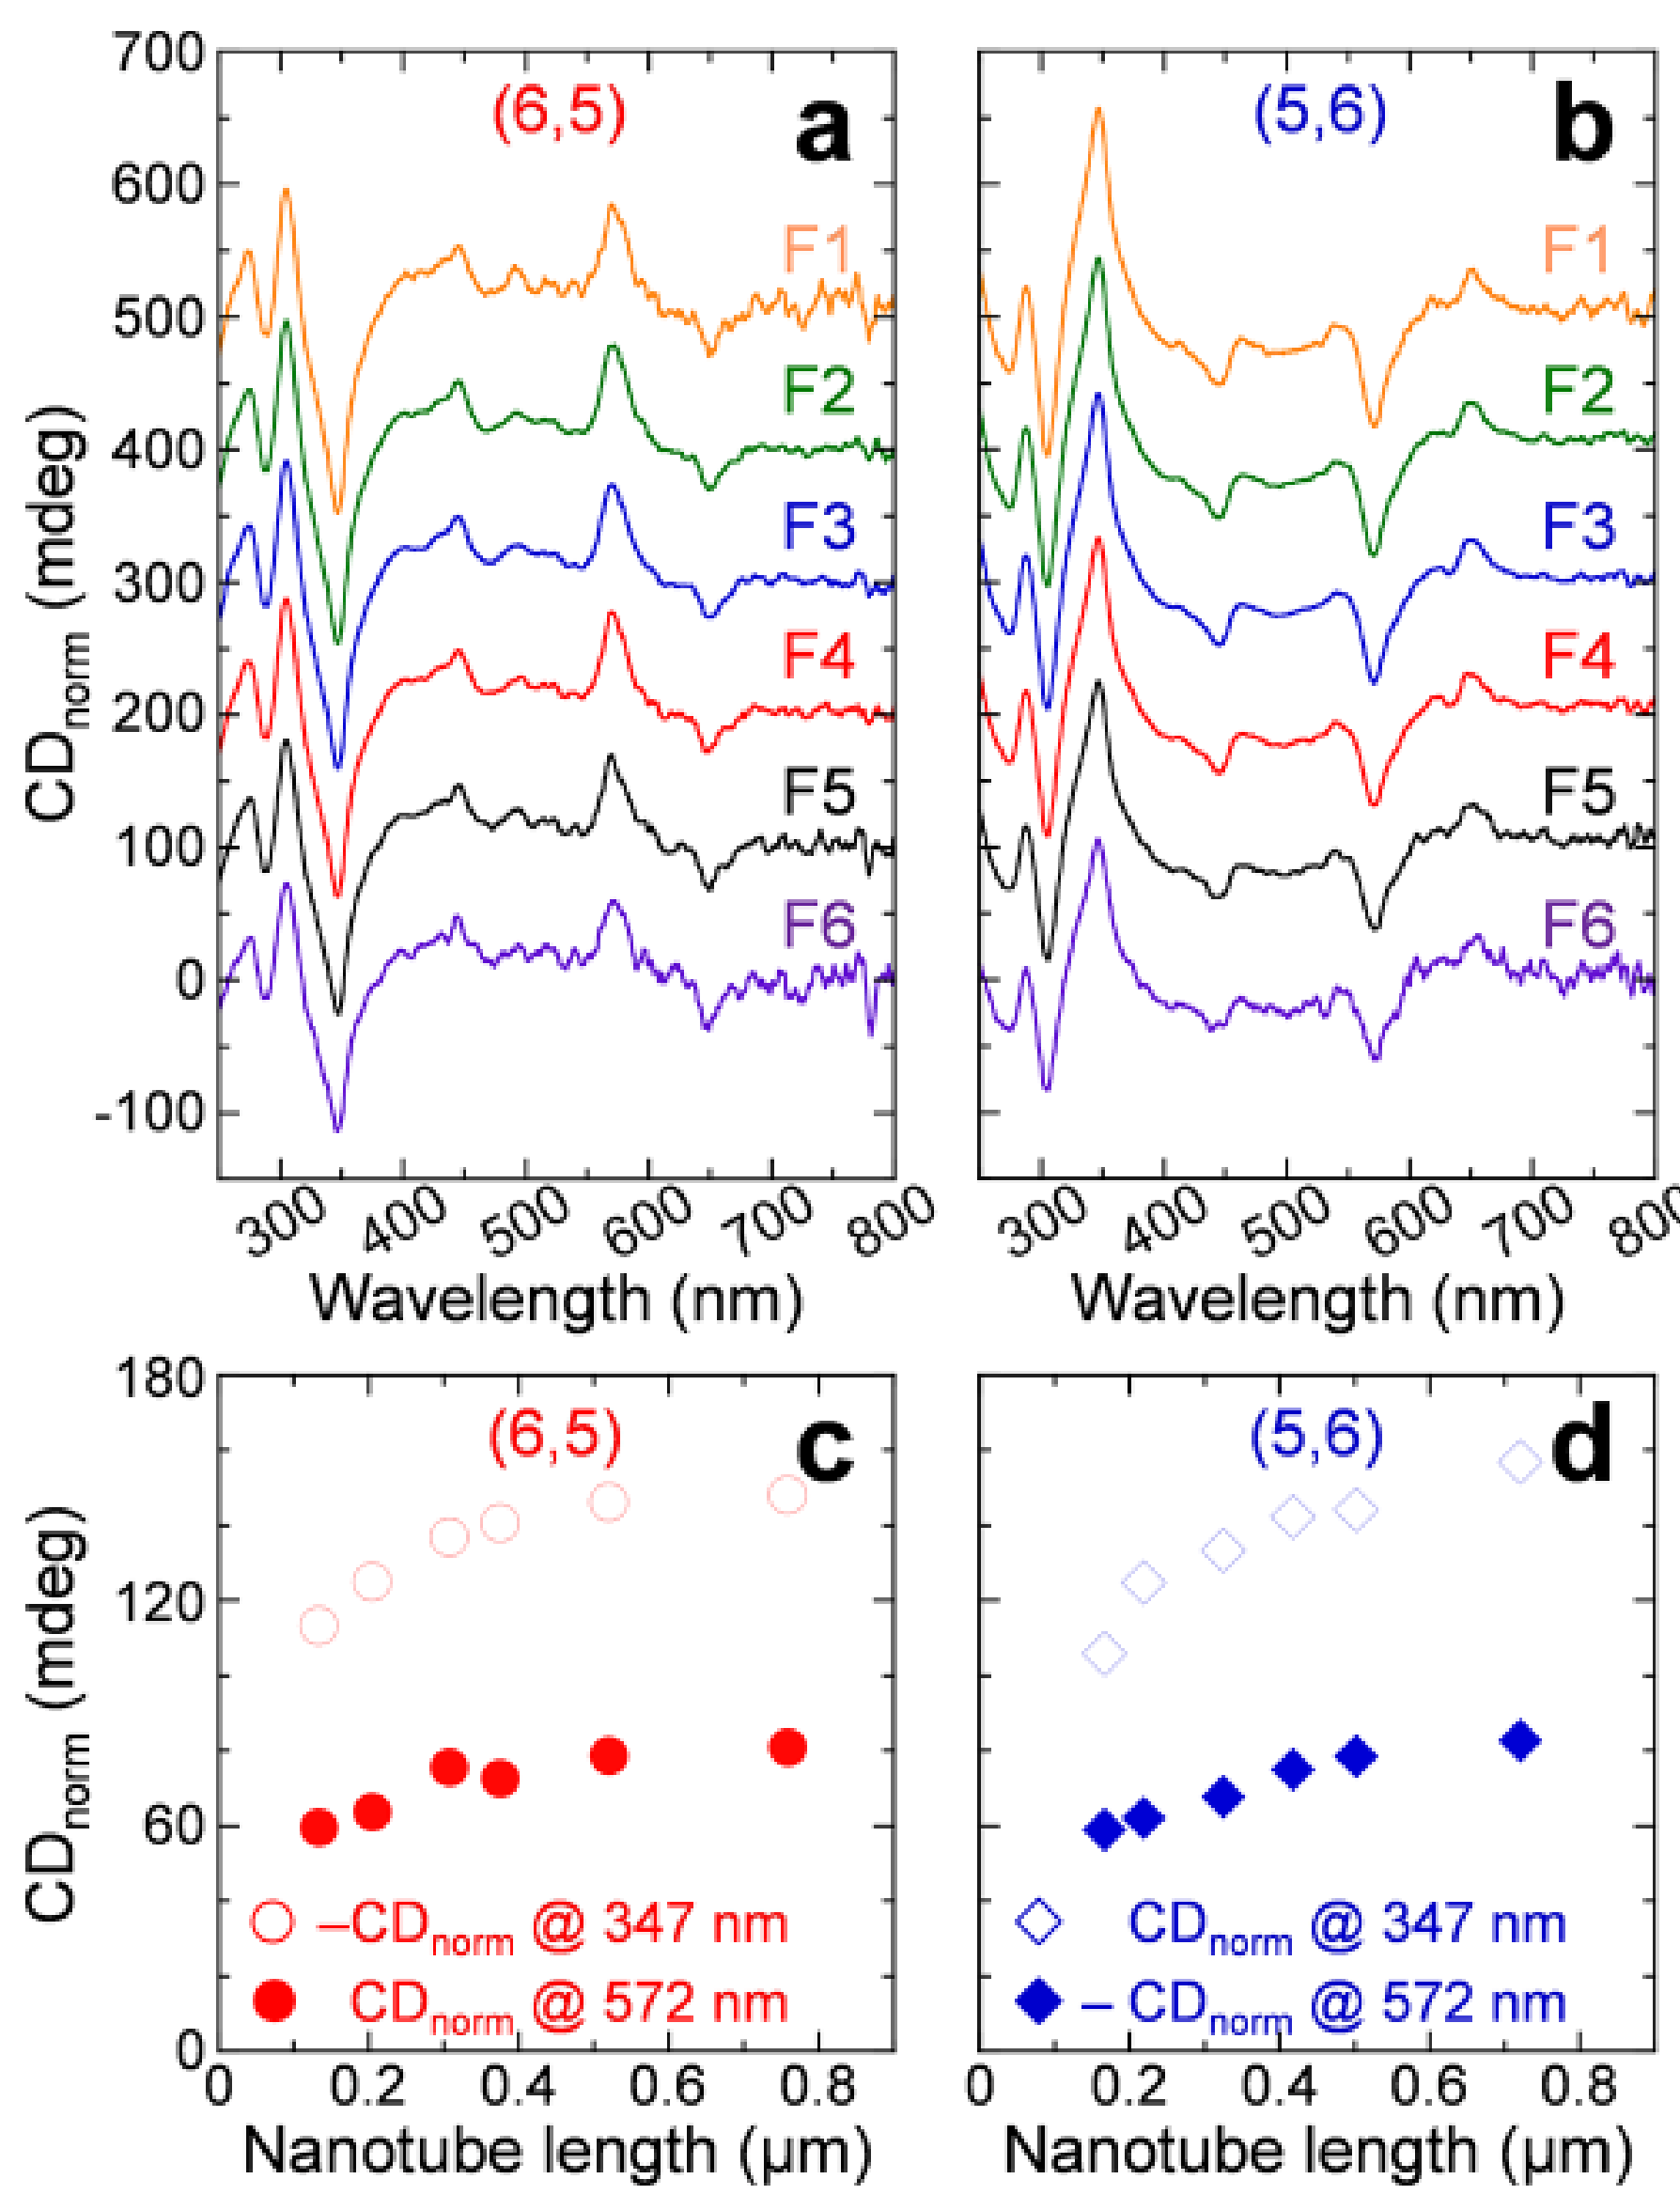 700
600
500
400
300
200
100
0
-100
CDnorm (mdeg)
(6,5)
a
F1
F2
F3
F4
F5
F6
300 400 500 600 700 800
Wavelength (nm)
(5,6)
b
F1
F2
F3
F4
F5
F6
300 400 500 600 700 800
Wavelength (nm)
180
120
60
0
CDnorm (mdeg)
(6,5)
c
–CDnorm @ 347 nm
CDnorm @ 572 nm
0 0.2 0.4 0.6 0.8
Nanotube length (μm)
(5,6)
d
CDnorm @ 347 nm
– CDnorm @ 572 nm
0 0.2 0.4 0.6 0.8
Nanotube length (μm)